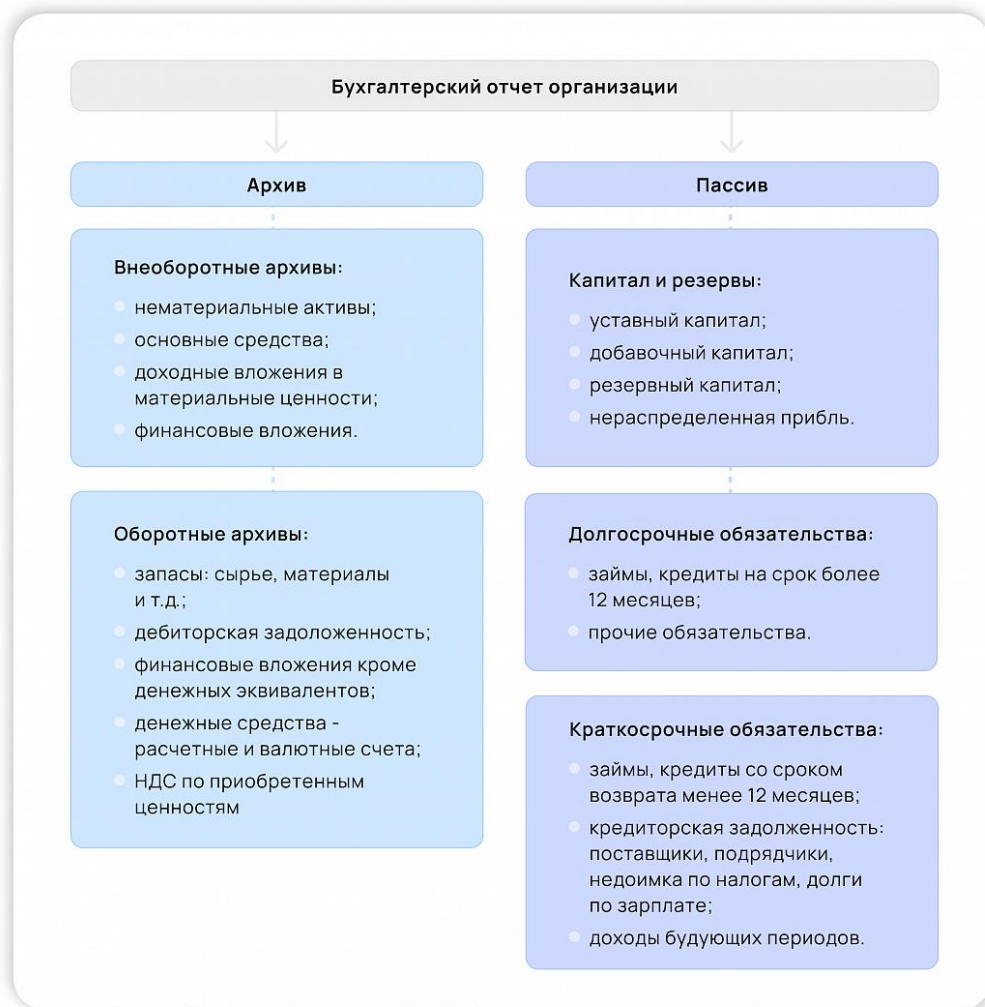 Бухгалтерский отчет организации
Архив
Внеоборотные архивы:
нематериальные активы;
основные средства;
доходные вложения в
материальные ценности;
финансовые вложения.
Оборотные архивы:
запасы: сырье, материалы
и т.д.;
дебиторская задоложенность;
финансовые вложения кроме
денежных эквивалентов;
денежные средства -
расчетные и валютные счета;
НДС по приобретенным
ценностям
Пассив
Капитал и резервы:
уставный капитал;
добавочный капитал;
резервный капитал;
нераспределенная прибль.
Долгосрочные обязательства:
займы, кредиты на срок более
12 месяцев;
прочие обязательства.
Краткосрочные обязательства:
займы, кредиты со сроком
возврата менее 12 месяцев;
кредиторская задолженность:
поставщики, подрядчики,
недоимка по налогам, долги
по зарплате;
доходы будующих периодов.